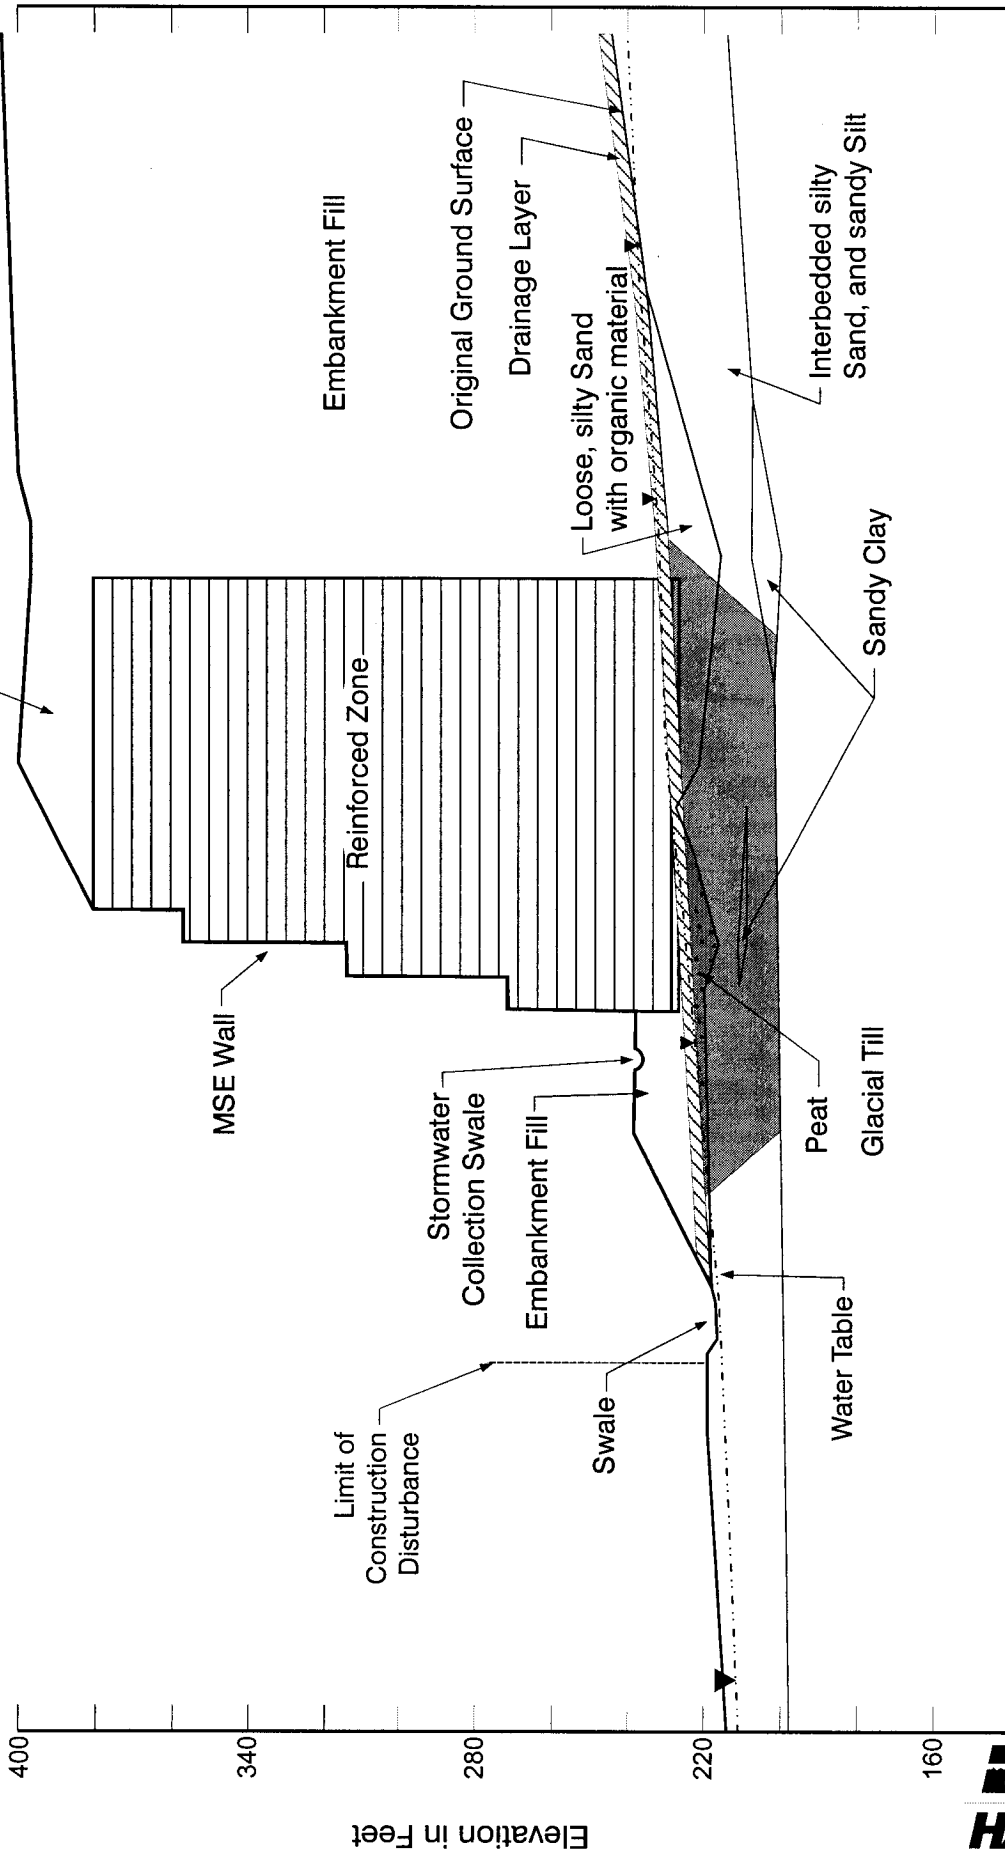 Elevation in Feet
400
340
280
220
160
Limit of
Construction
Disturbance
Swale
Water Table
Stormwater
Collection Swale
Embankment Fill
MSE Wall
Peat
Glacial Till
Reinforced Zone
Sandy Clay
Loose, silty Sand
with organic material
Embankment Fill
Original Ground Surface
Drainage Layer
Interbedded silty
Sand, and sandy Silt